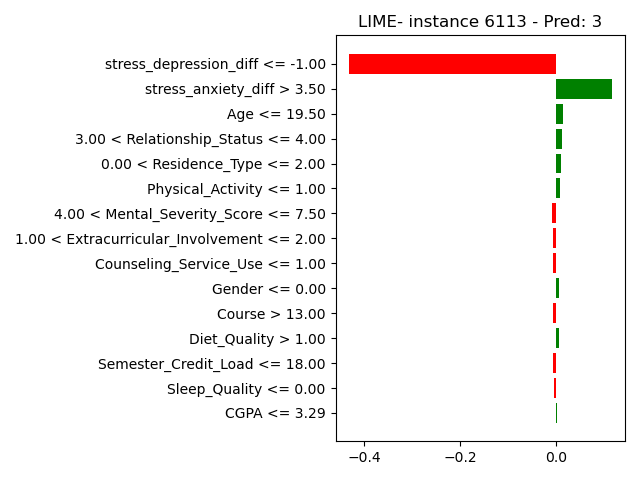 LIME- instance 6113 - Pred: 3
stress_depression_diff <= -1.00
stress_anxiety_diff > 3.50
Age <= 19.50
3.00 < Relationship_Status <= 4.00
0.00 < Residence_Type <= 2.00
Physical_Activity <= 1.00
4.00 < Mental_Severity_Score <= 7.50
1.00 < Extracurricular_Involvement <= 2.00
Counseling_Service_Use <= 1.00
Gender <= 0.00
Course > 13.00
Diet_Quality > 1.00
Semester_Credit_Load <= 18.00
Sleep_Quality <= 0.00
CGPA <= 3.29
−0.4 −0.2 0.0